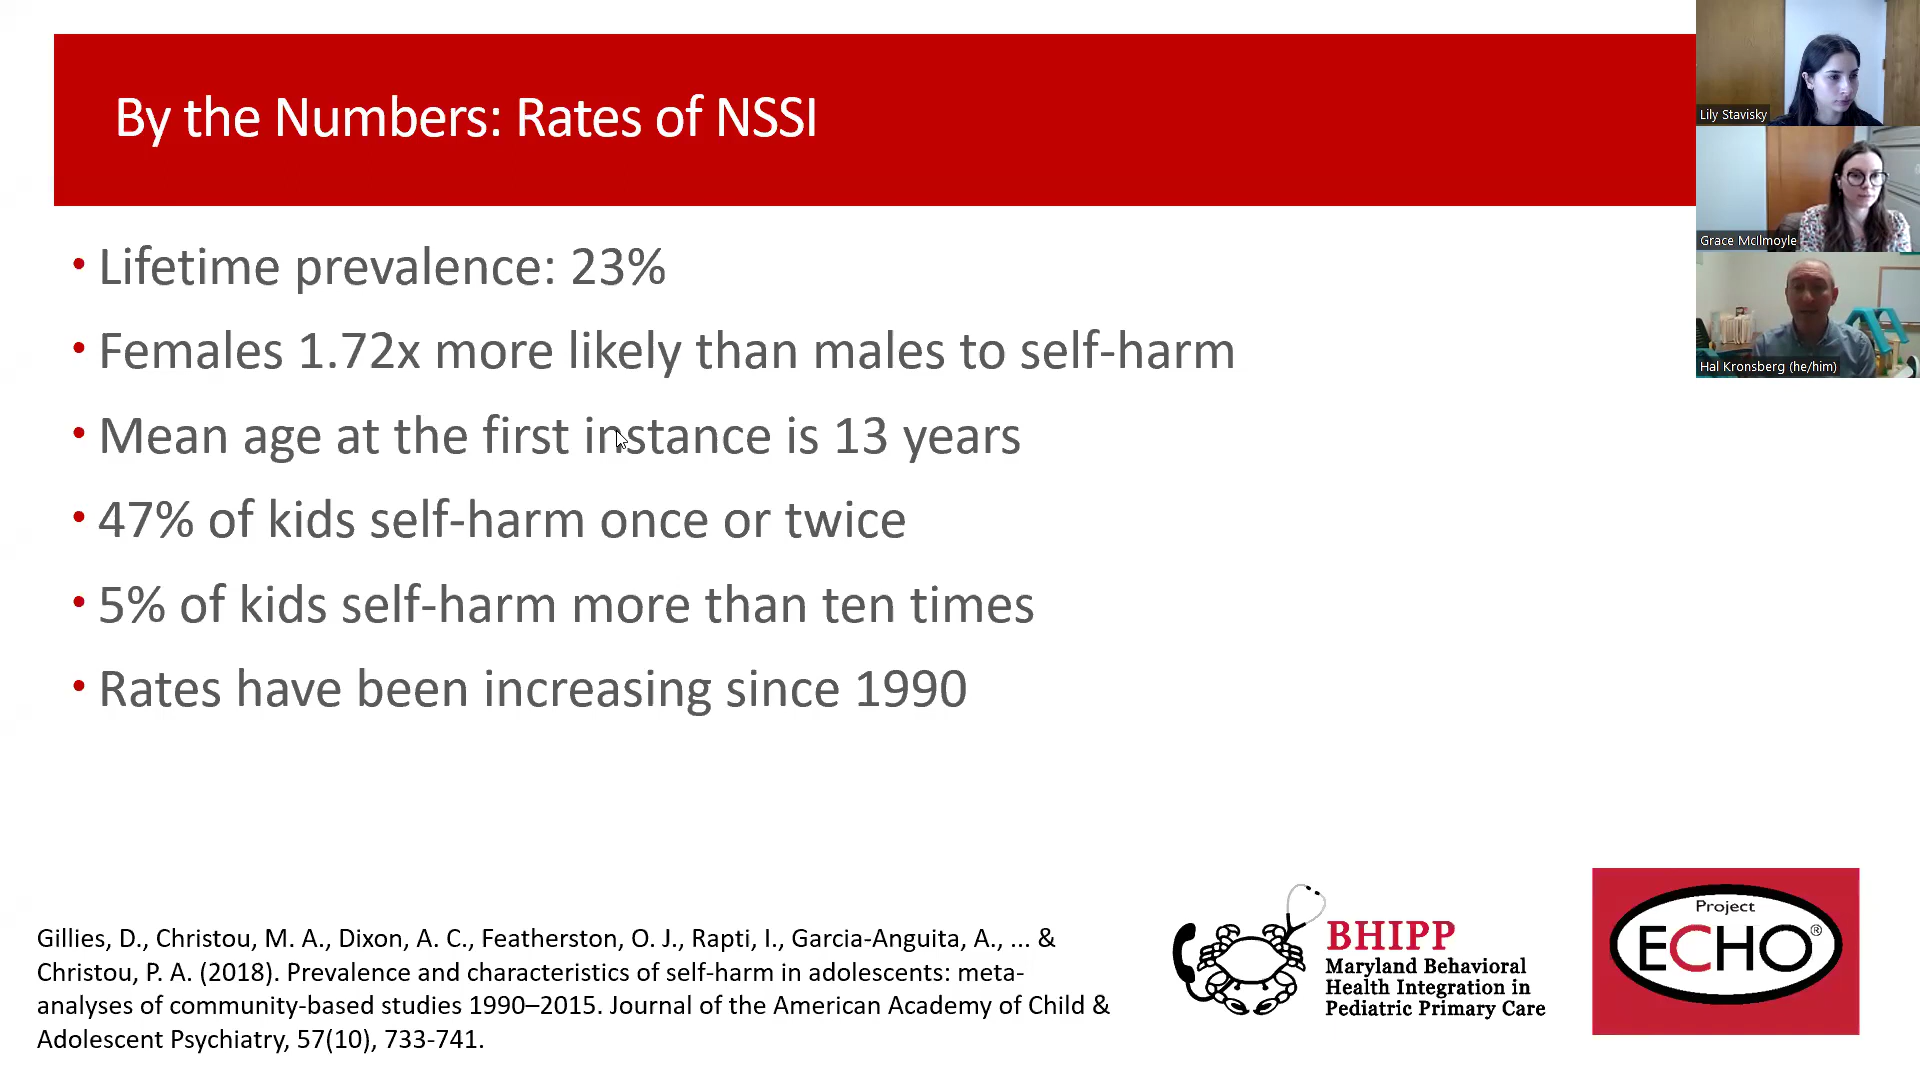 By the Numbers: Rates of NSSI
• Lifetime prevalence: 23%
• Females 1.72x more likely than males to self-harm
• Mean age at the first instance is 13 years
• 47% of kids self-harm once or twice
• 5% of kids self-harm more than ten times
• Rates have been increasing since 1990
Gillies, D., Christou, M. A., Dixon, A. C., Featherston, O. J., Rapti, I., Garcia-Anguita, A., ... &
Christou, P. A. (2018). Prevalence and characteristics of self-harm in adolescents: meta-
analyses of community-based studies 1990–2015. Journal of the American Academy of Child &
Adolescent Psychiatry, 57(10), 733-741.
BHIPP
Maryland Behavioral
Health Integration in
Pediatric Primary Care
Project
ECHO®
Lily Stavisky
Grace McIlmoyle
Hal Kronsberg (he/him)